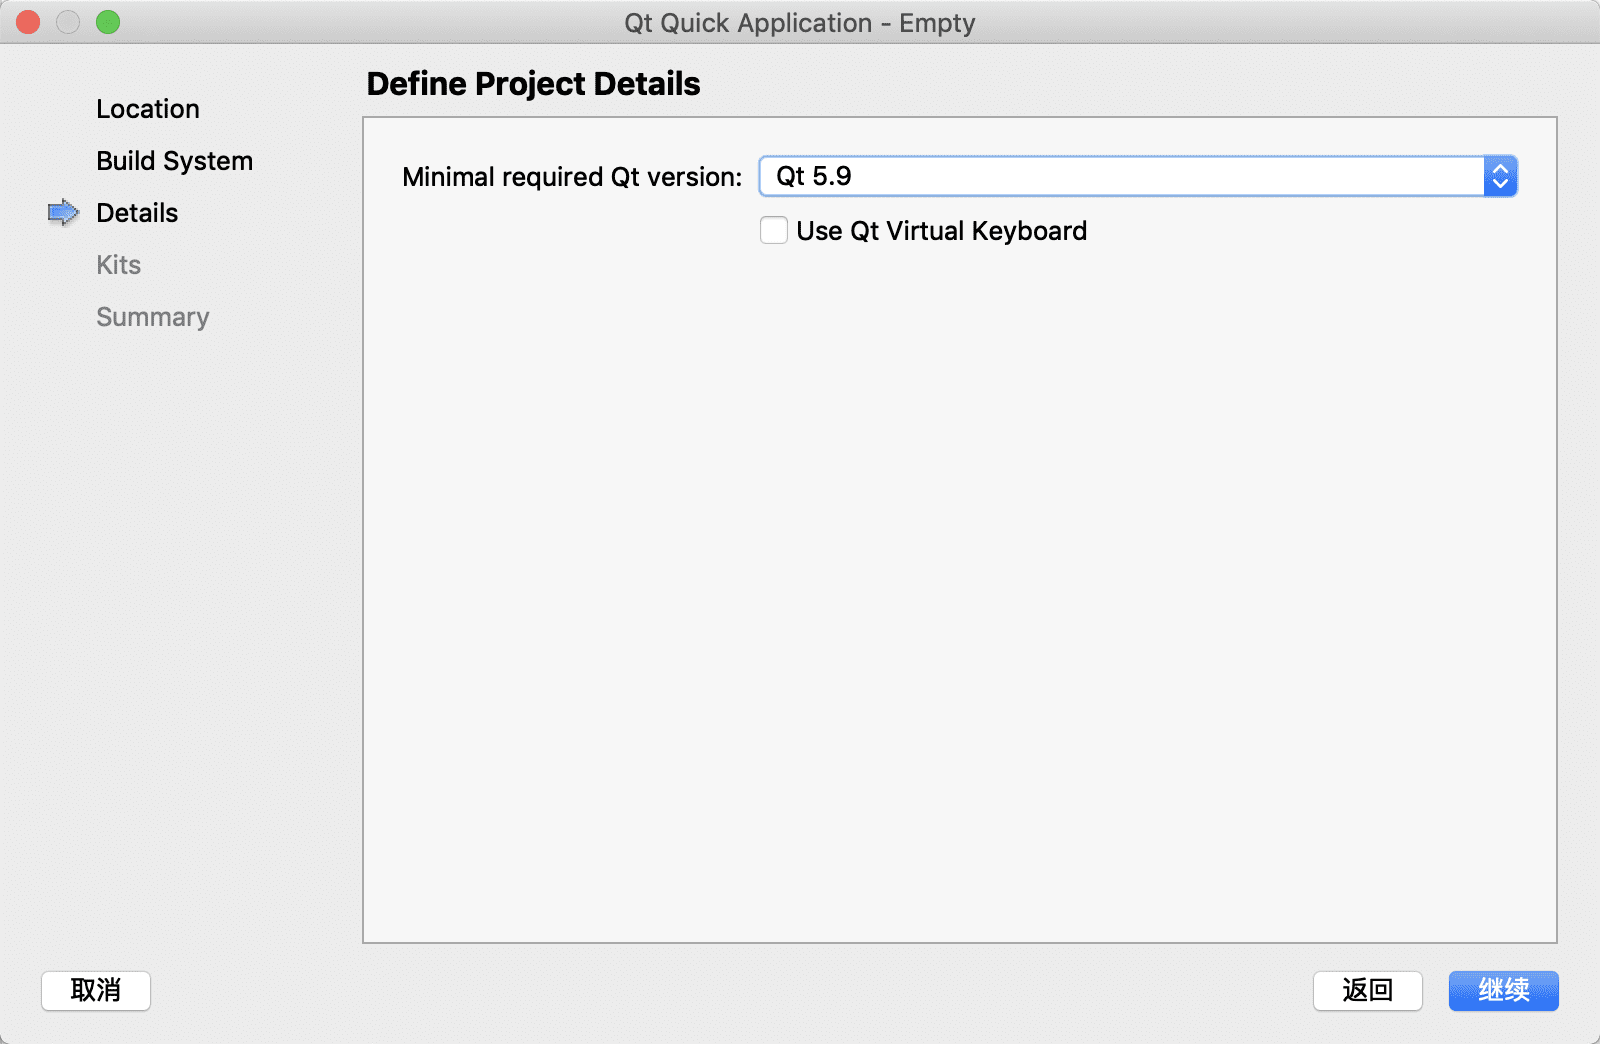 Qt Quick Application - Empty
Define Project Details
Location
Build System
Details
Kits
Summary
Minimal required Qt version: Qt 5.9
Use Qt Virtual Keyboard
取消
返回
继续